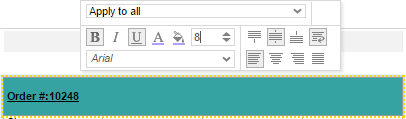 Apply to all
B I U A 8
Arial
Order #:10248